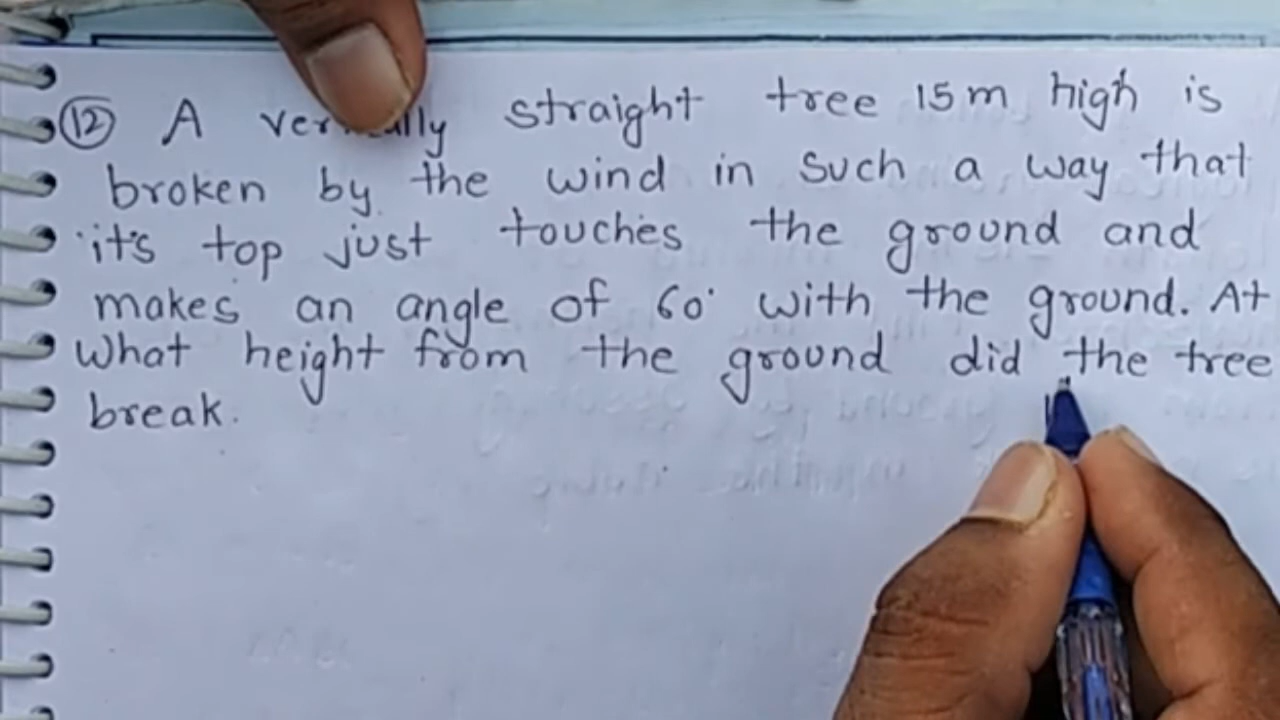 12 A straight tree 15m high is
broken by the wind in such a way that
it's top just touches the ground and
makes an angle of 60° with the ground. At
What height from the ground did the tree
break.